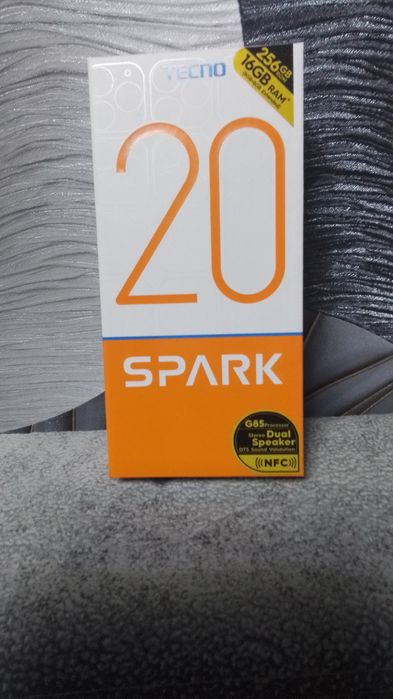 TECNO
256GB
16GB RAM*
20
SPARK
G85 Processor
Stereo Dual
Speaker
DTS Sound Validation
NFC